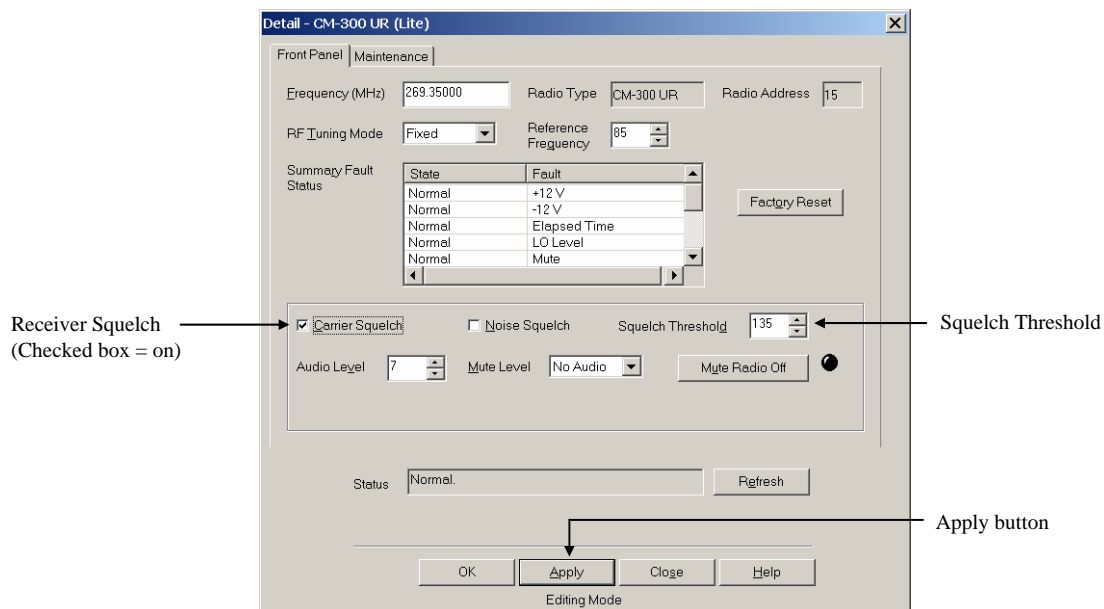 Detail - CM-300 UR (Lite)
Front Panel
Maintenance
Frequency (MHz)
269.35000
Radio Type
CM-300 UR
Radio Address
15
RF Tuning Mode
Fixed
Reference
Frequency
85
Summary Fault
Status
State
Fault
Normal
+12 V
Normal
-12 V
Normal
Elapsed Time
Normal
LO Level
Normal
Mute
Factory Reset
Receiver Squelch
(Checked box = on)
Carrier Squelch
Noise Squelch
Squelch Threshold
135
Squelch Threshold
Audio Level
7
Mute Level
No Audio
Mute Radio Off
Status
Normal.
Refresh
Apply button
OK
Apply
Close
Help
Editing Mode